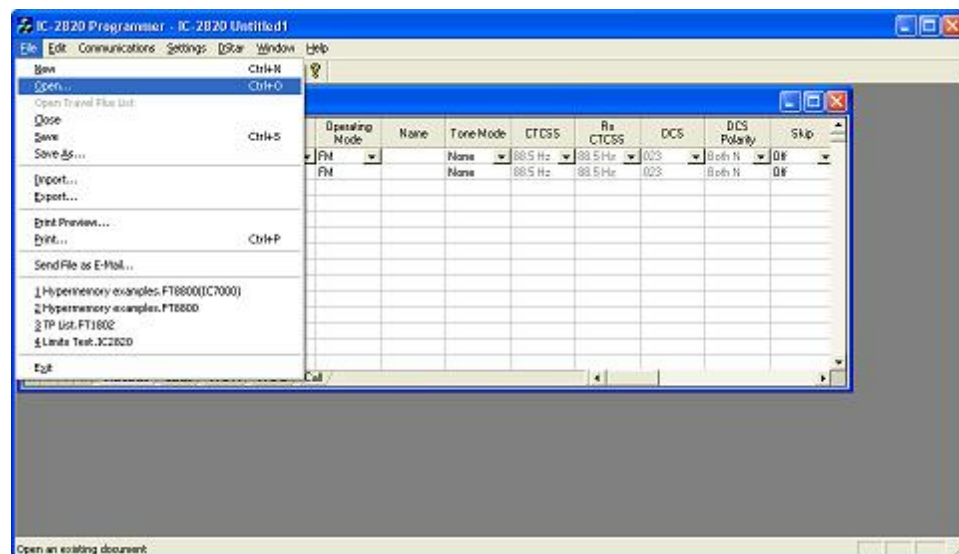 IC-2820 Programmer - IC-2820 Untitled1
File Edit Communications Settings DStar Window Help
New Ctrl+N
Open... Ctrl+O
Open Travel Plus List
Close
Save Ctrl+S
Save As...
Import...
Export...
Print Preview...
Print... Ctrl+P
Send File as E-Mail...
1 Hypermemory examples.FT8800(IC7000)
2 Hypermemory examples.FT8800
3 TP List.FT1802
4 Limits Test.IC2820
Exit
Operating Mode Name Tone Mode CTCSS Rx CTCSS DCS DCS Polarity Skip
FM None 88.5 Hz 88.5 Hz 023 Both N Off
FM None 88.5 Hz 88.5 Hz 023 Both N Off
Call
Open an existing document